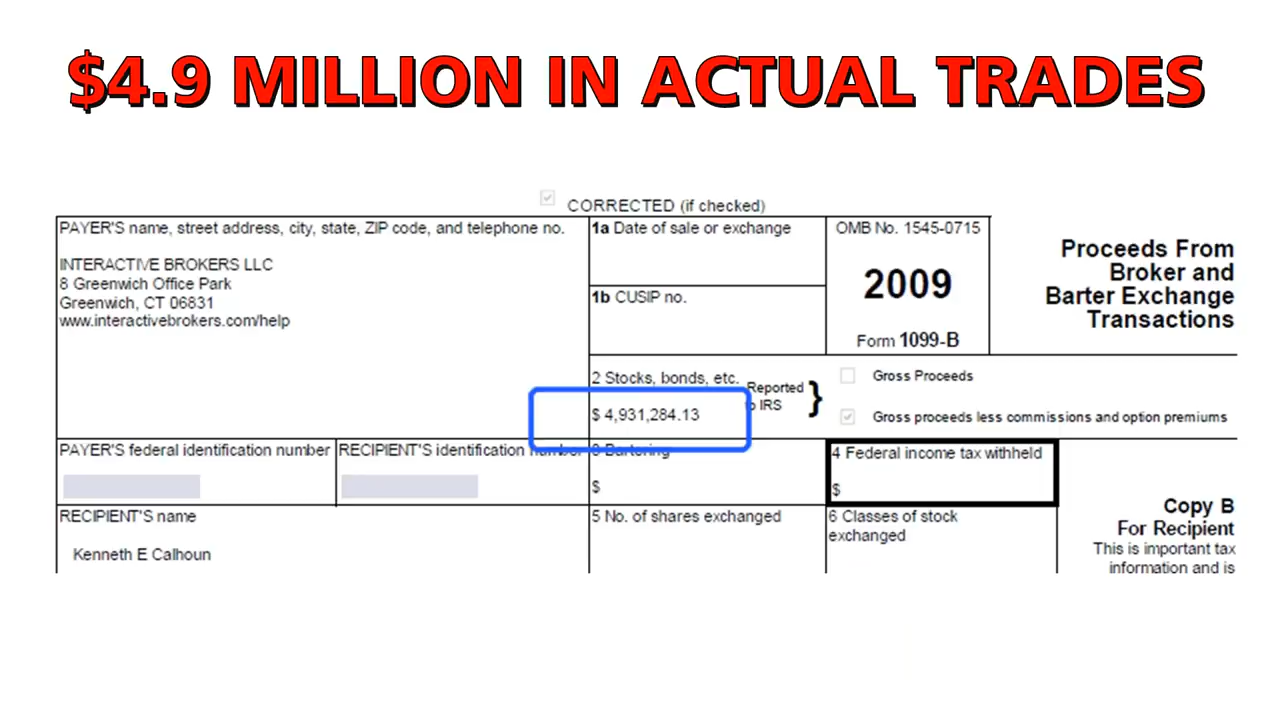 $4.9 MILLION IN ACTUAL TRADES
CORRECTED (if checked)
PAYER'S name, street address, city, state, ZIP code, and telephone no.
INTERACTIVE BROKERS LLC
8 Greenwich Office Park
Greenwich, CT 06831
www.interactivebrokers.com/help
1a Date of sale or exchange
1b CUSIP no.
OMB No. 1545-0715
2009
Form 1099-B
Proceeds From
Broker and
Barter Exchange
Transactions
2 Stocks, bonds, etc.
$ 4,931,284.13
Reported
to IRS
}
Gross Proceeds
Gross proceeds less commissions and option premiums
PAYER'S federal identification number
RECIPIENT'S identification number
3 Bartering
$
4 Federal income tax withheld
$
RECIPIENT'S name
Kenneth E Calhoun
5 No. of shares exchanged
6 Classes of stock
exchanged
Copy B
For Recipient
This is important tax
information and is